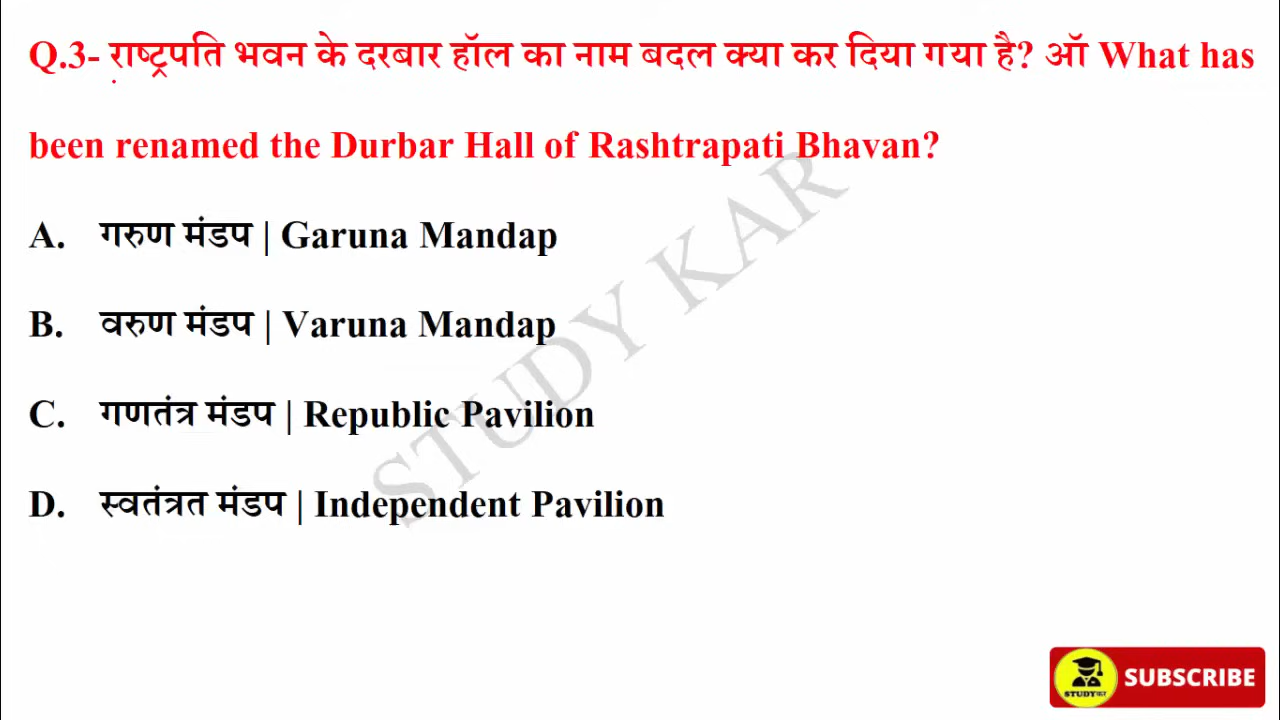 Q.3- राष्ट्रपति भवन के दरबार हॉल का नाम बदल क्या कर दिया गया है? ऑ What has
been renamed the Durbar Hall of Rashtrapati Bhavan?
A. गरुण मंडप | Garuna Mandap
B. वरुण मंडप | Varuna Mandap
C. गणतंत्र मंडप | Republic Pavilion
D. स्वतंत्रत मंडप | Independent Pavilion
STUDY KAR
STUDYकर
SUBSCRIBE